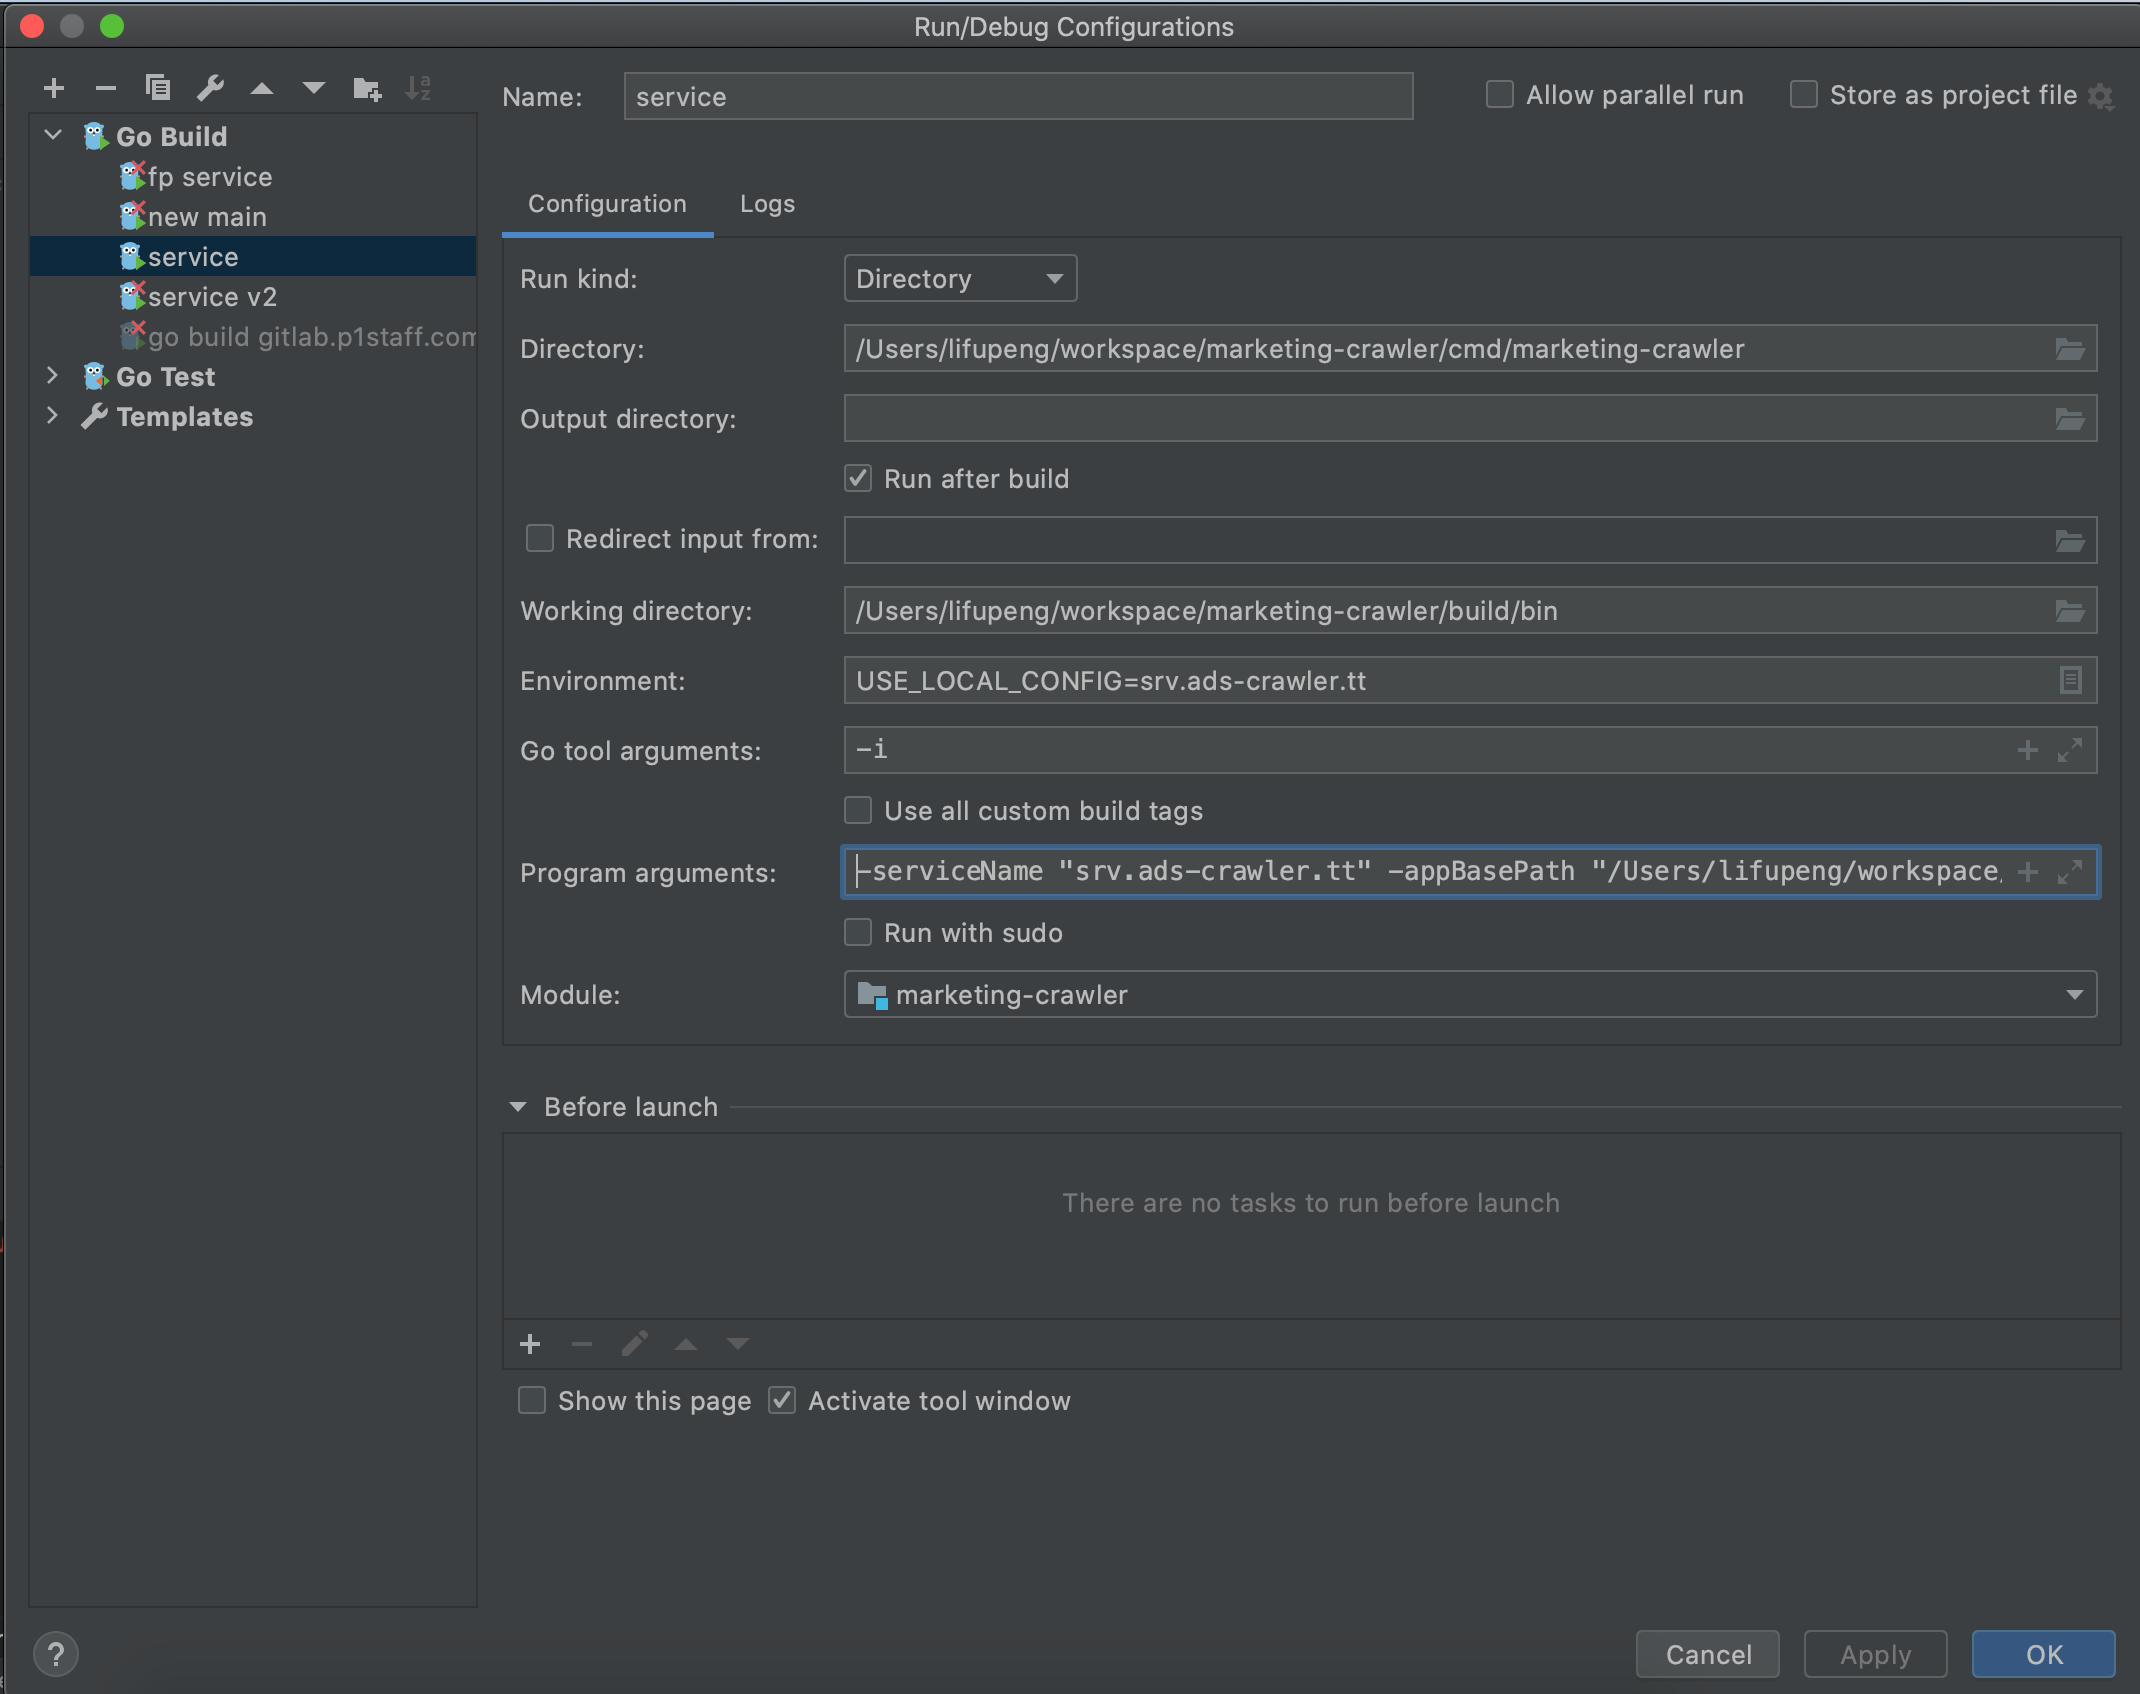 Run/Debug Configurations
Name: service
Allow parallel run
Store as project file
Go Build
fp service
new main
service
service v2
go build gitlab.p1staff.com
Go Test
Templates
Configuration
Logs
Run kind: Directory
Directory: /Users/lifupeng/workspace/marketing-crawler/cmd/marketing-crawler
Output directory:
Run after build
Redirect input from:
Working directory: /Users/lifupeng/workspace/marketing-crawler/build/bin
Environment: USE_LOCAL_CONFIG=srv.ads-crawler.tt
Go tool arguments: -i
Use all custom build tags
Program arguments: -serviceName "srv.ads-crawler.tt" -appBasePath "/Users/lifupeng/workspace/
Run with sudo
Module: marketing-crawler
Before launch
There are no tasks to run before launch
Show this page
Activate tool window
?
Cancel
Apply
OK